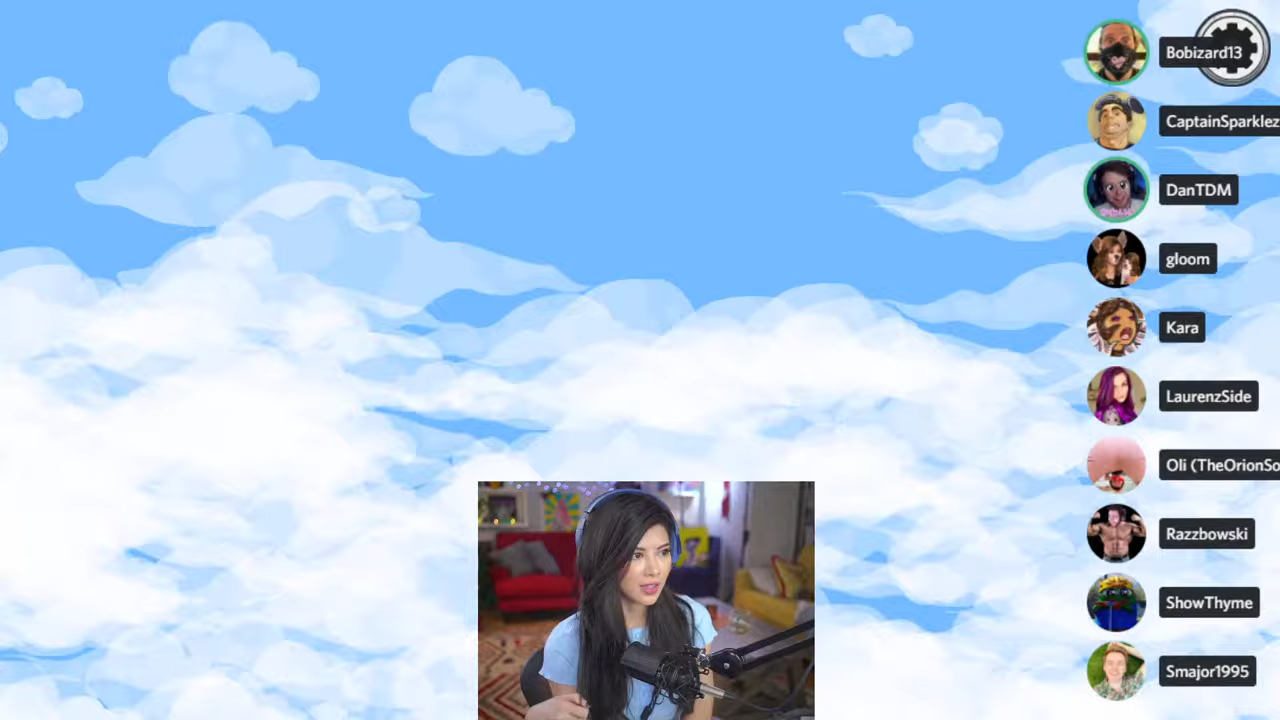 Bobizard13
CaptainSparklez
DanTDM
gloom
Kara
LaurenzSide
Oli (TheOrionSo
Razzbowski
ShowThyme
Smajor1995